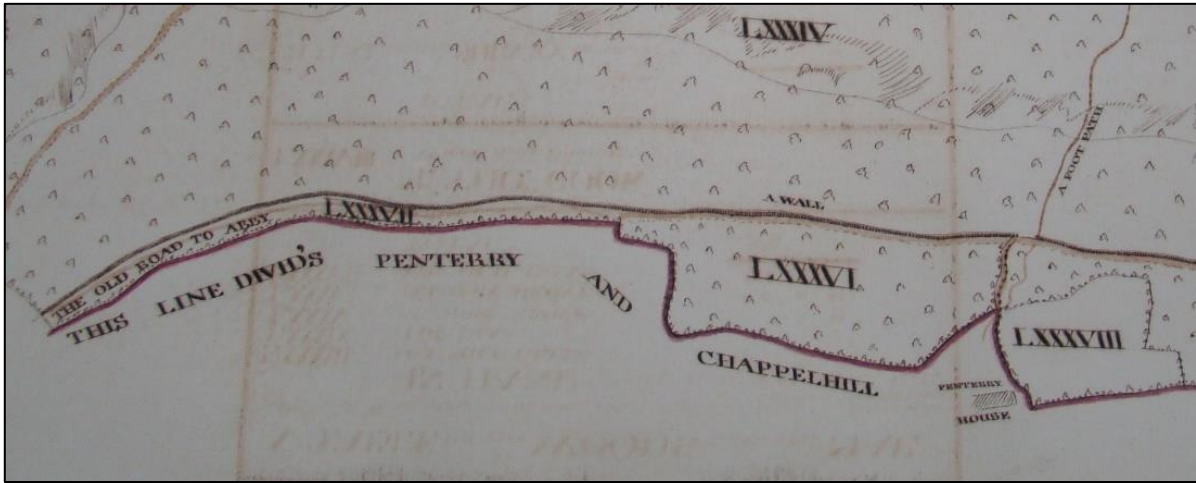 LXXXIV
A FOOT PATH
A WALL
THE OLD ROAD TO ABBY
LXXXVII
THIS LINE DIVID'S PENTERRY AND CHAPPELHILL
LXXXVI
LXXXVIII
PENTERRY
HOUSE